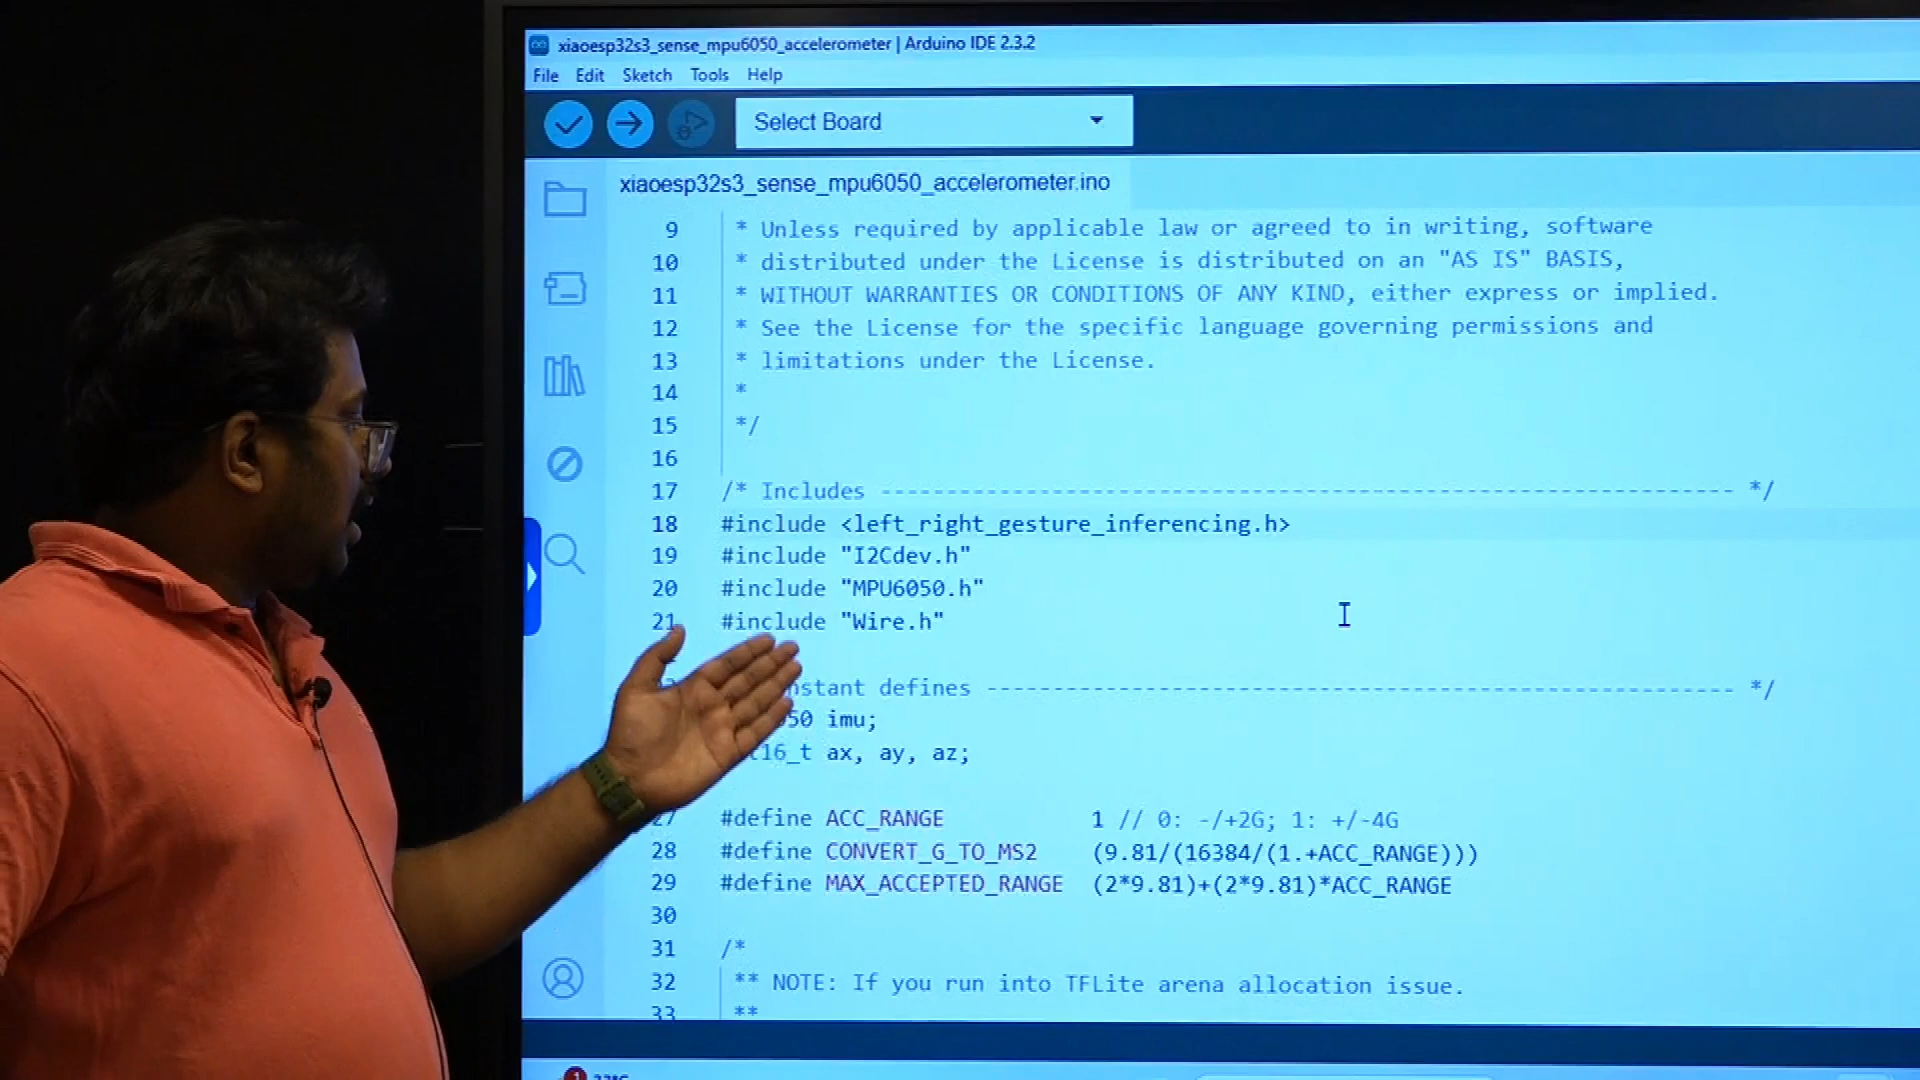 xiaoesp32s3_sense_mpu6050_accelerometer | Arduino IDE 2.3.2
File Edit Sketch Tools Help
Select Board
xiaoesp32s3_sense_mpu6050_accelerometer.ino
9 * Unless required by applicable law or agreed to in writing, software
10 * distributed under the License is distributed on an "AS IS" BASIS,
11 * WITHOUT WARRANTIES OR CONDITIONS OF ANY KIND, either express or implied.
12 * See the License for the specific language governing permissions and
13 * limitations under the License.
14 *
15 */
16
17 /* Includes ---------------------------------------------------------------- */
18 #include <left_right_gesture_inferencing.h>
19 #include "I2Cdev.h"
20 #include "MPU6050.h"
21 #include "Wire.h"
defines -------------------------------------------------------- */
50 imu;
16_t ax, ay, az;
27 #define ACC_RANGE 1 // 0: -/+2G; 1: +/-4G
28 #define CONVERT_G_TO_MS2 (9.81/(16384/(1.+ACC_RANGE)))
29 #define MAX_ACCEPTED_RANGE (2*9.81)+(2*9.81)*ACC_RANGE
30
31 /*
32 ** NOTE: If you run into TFLite arena allocation issue.
33 **
1